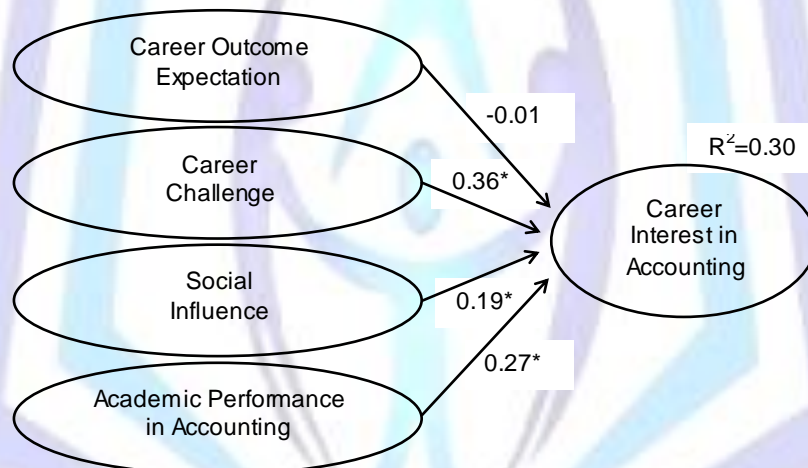 Career Outcome
Expectation
-0.01
R²=0.30
Career
Challenge
0.36*
Career
Interest in
Accounting
Social
Influence
0.19*
0.27*
Academic Performance
in Accounting